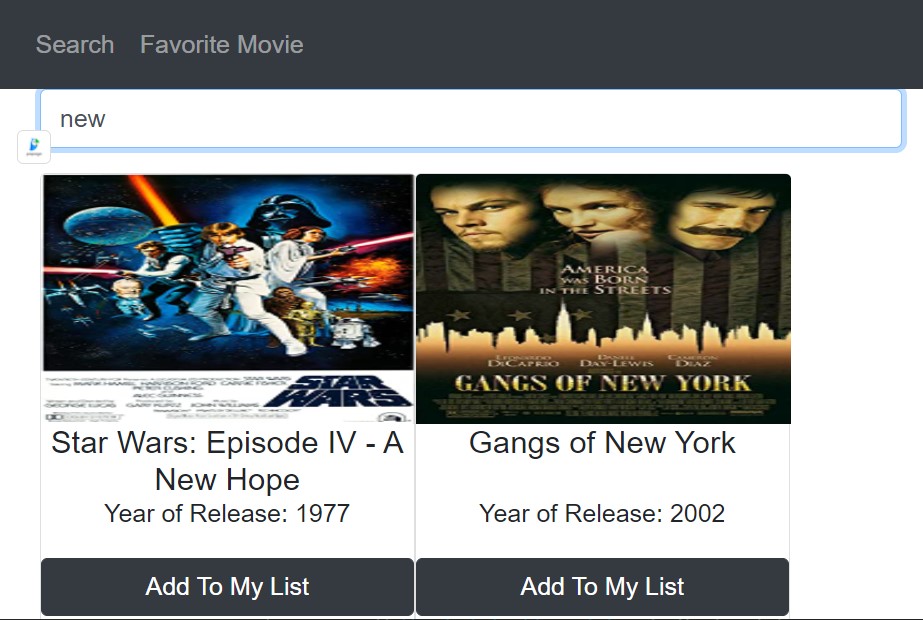 Search Favorite Movie
new
STAR
WARS
AMERICA
WAS BORN
IN THE STREETS
LEONARDO DICAPRIO DANIEL DAY-LEWIS CAMERON DIAZ
GANGS OF NEW YORK
Star Wars: Episode IV - A
New Hope
Year of Release: 1977
Gangs of New York
Year of Release: 2002
Add To My List
Add To My List